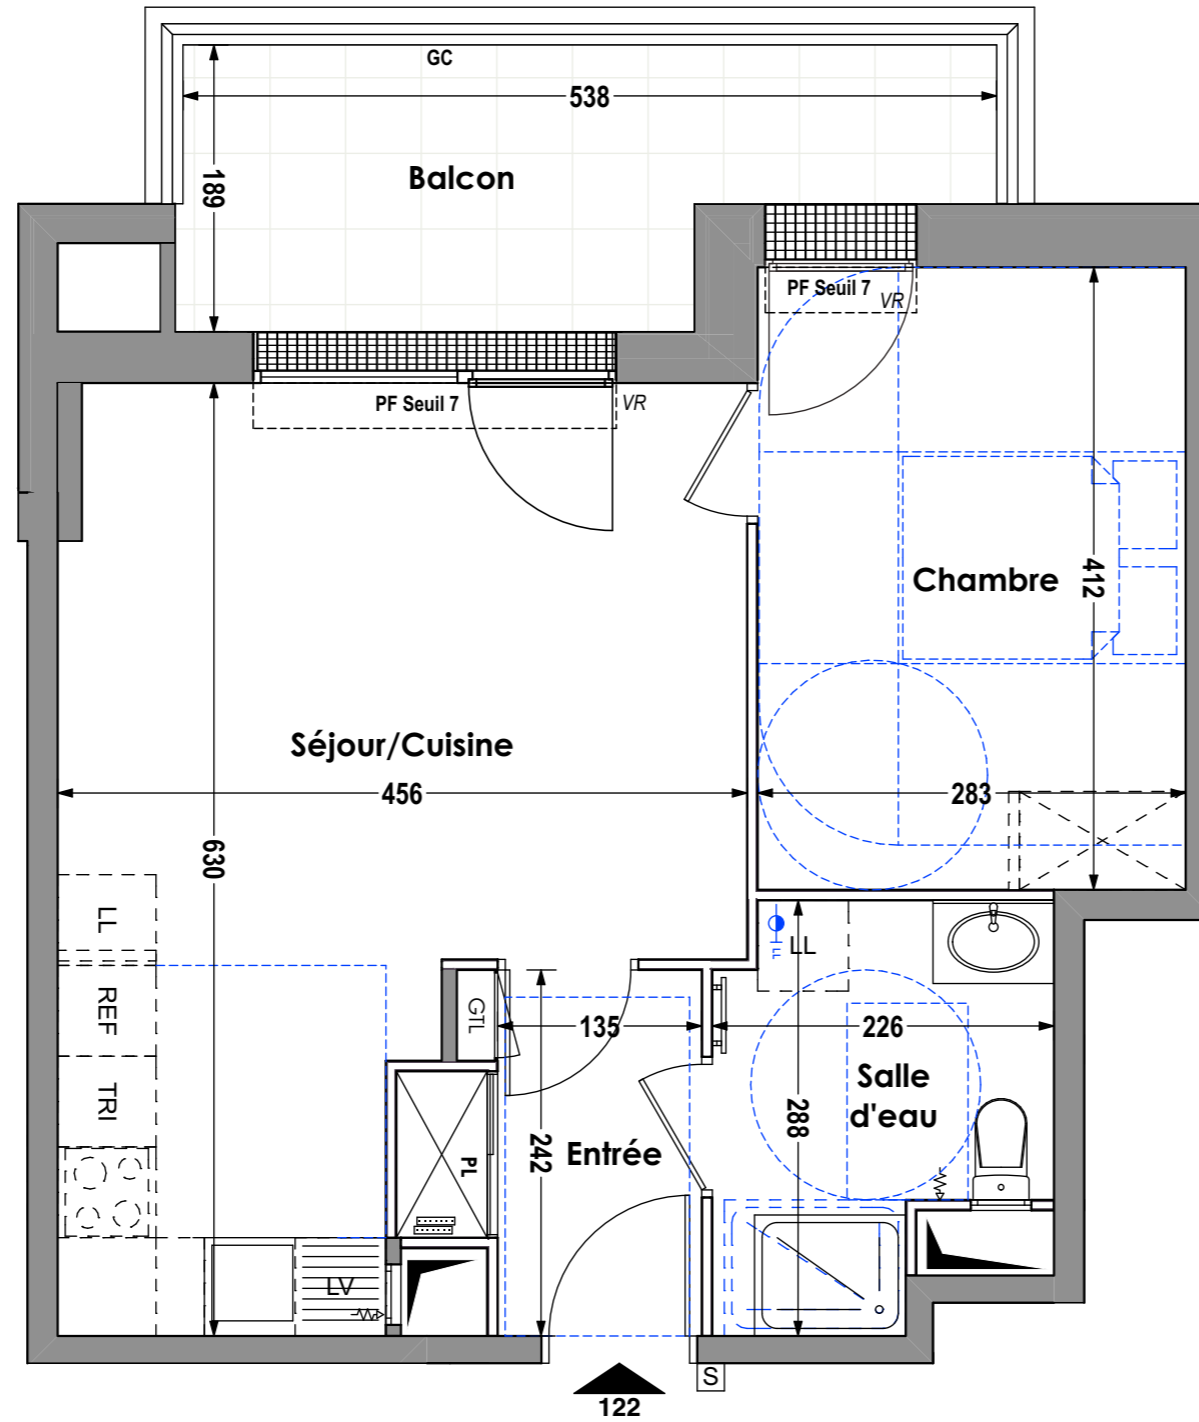 GC
538
Balcon
189
PF Seuil 7
VR
PF Seuil 7
VR
Chambre
412
Séjour/Cuisine
456
283
630
LL
REF
TRI
GTL
135
LL
226
Salle
d'eau
288
242
Entrée
PL
LV
S
122